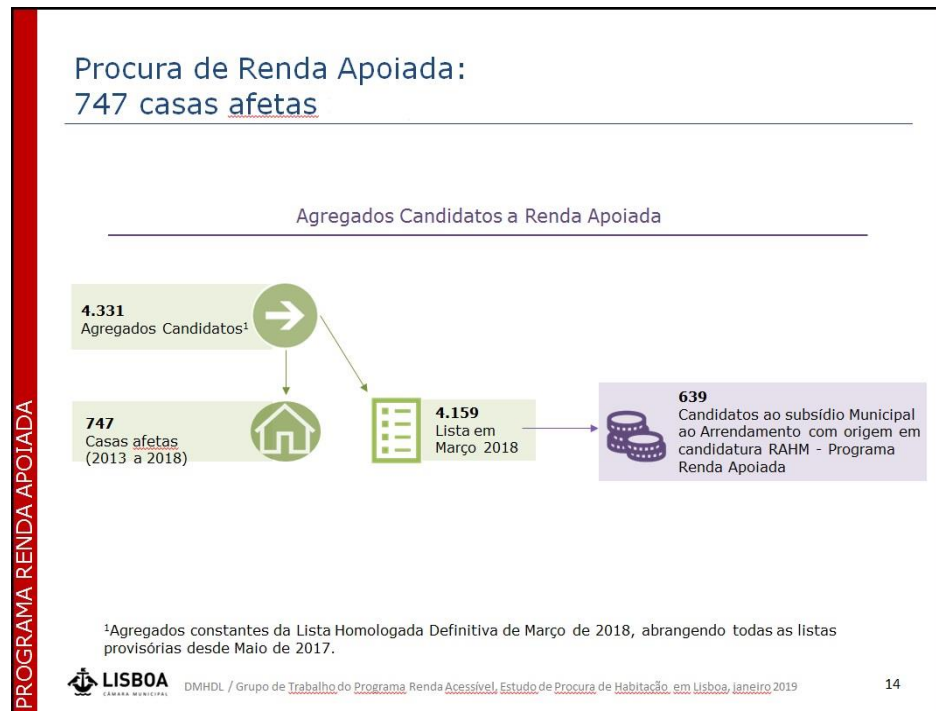 Procura de Renda Apoiada:
747 casas afetas
Agregados Candidatos a Renda Apoiada
4.331
Agregados Candidatos¹
747
Casas afetas
(2013 a 2018)
4.159
Lista em
Março 2018
639
Candidatos ao subsídio Municipal
ao Arrendamento com origem em
candidatura RAHM - Programa
Renda Apoiada
PROGRAMA RENDA APOIADA
¹Agregados constantes da Lista Homologada Definitiva de Março de 2018, abrangendo todas as listas
provisórias desde Maio de 2017.
LISBOA
CÂMARA MUNICIPAL
DMHDL / Grupo de Trabalho do Programa Renda Acessível, Estudo de Procura de Habitação em Lisboa, janeiro 2019
14